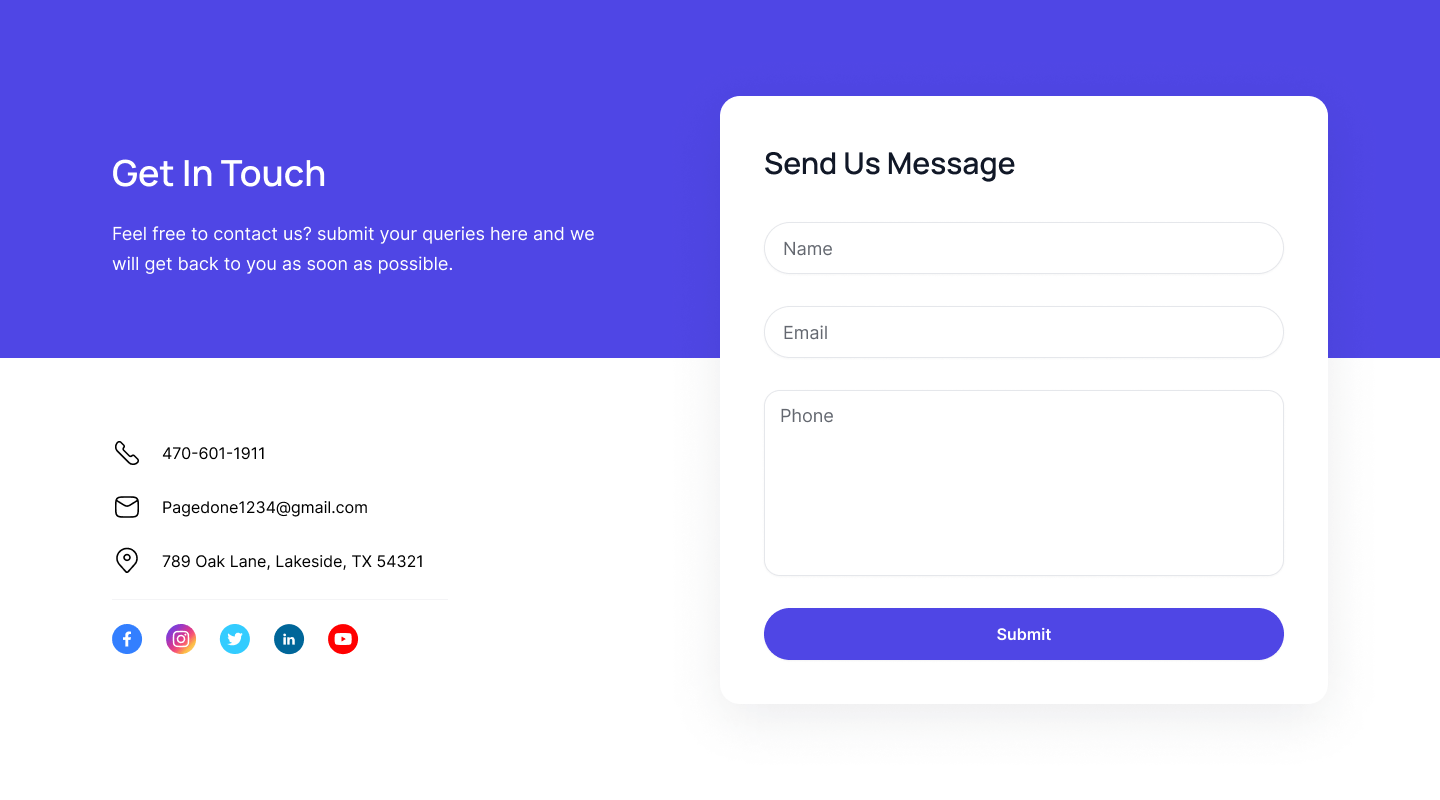 Get In Touch
Feel free to contact us? submit your queries here and we
will get back to you as soon as possible.
470-601-1911
Pagedone1234@gmail.com
789 Oak Lane, Lakeside, TX 54321
in
Send Us Message
Name
Email
Phone
Submit